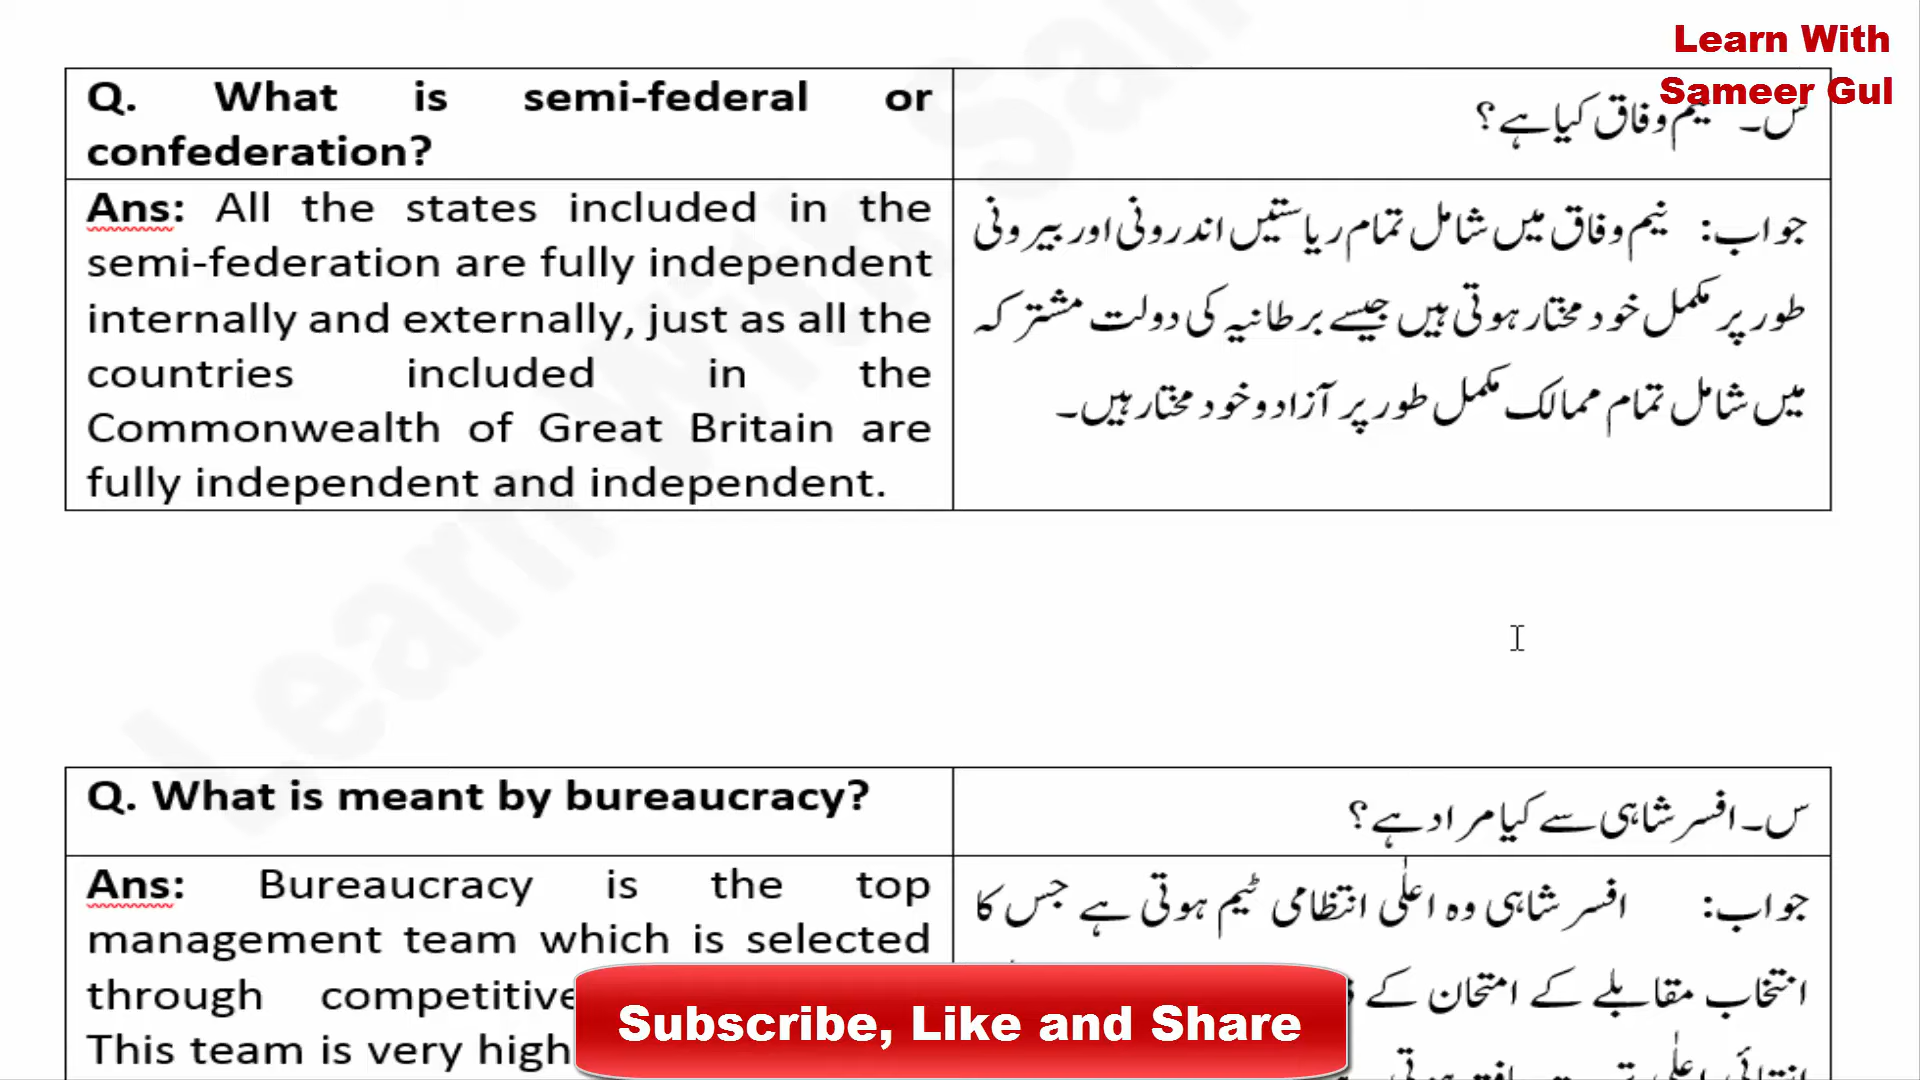 Learn With
Sameer Gul
Q. What is semi-federal or
confederation?
س۔ نیم وفاق کیا ہے؟
Ans: All the states included in the
semi-federation are fully independent
internally and externally, just as all the
countries included in the
Commonwealth of Great Britain are
fully independent and independent.
جواب: نیم وفاق میں شامل تمام ریاستیں اندرونی اور بیرونی
طور پر مکمل خود مختار ہوتی ہیں جیسے برطانیہ کی دولت مشترکہ
میں شامل تمام ممالک مکمل طور پر آزاد و خود مختار ہیں۔
Q. What is meant by bureaucracy?
س۔ افسر شاہی سے کیا مراد ہے؟
Ans: Bureaucracy is the top
management team which is selected
through competitive
This team is very high
جواب: افسر شاہی وہ اعلٰی انتظامی ٹیم ہوتی ہے جس کا
انتخاب مقابلے کے امتحان کے
Subscribe, Like and Share
Learn With Sam